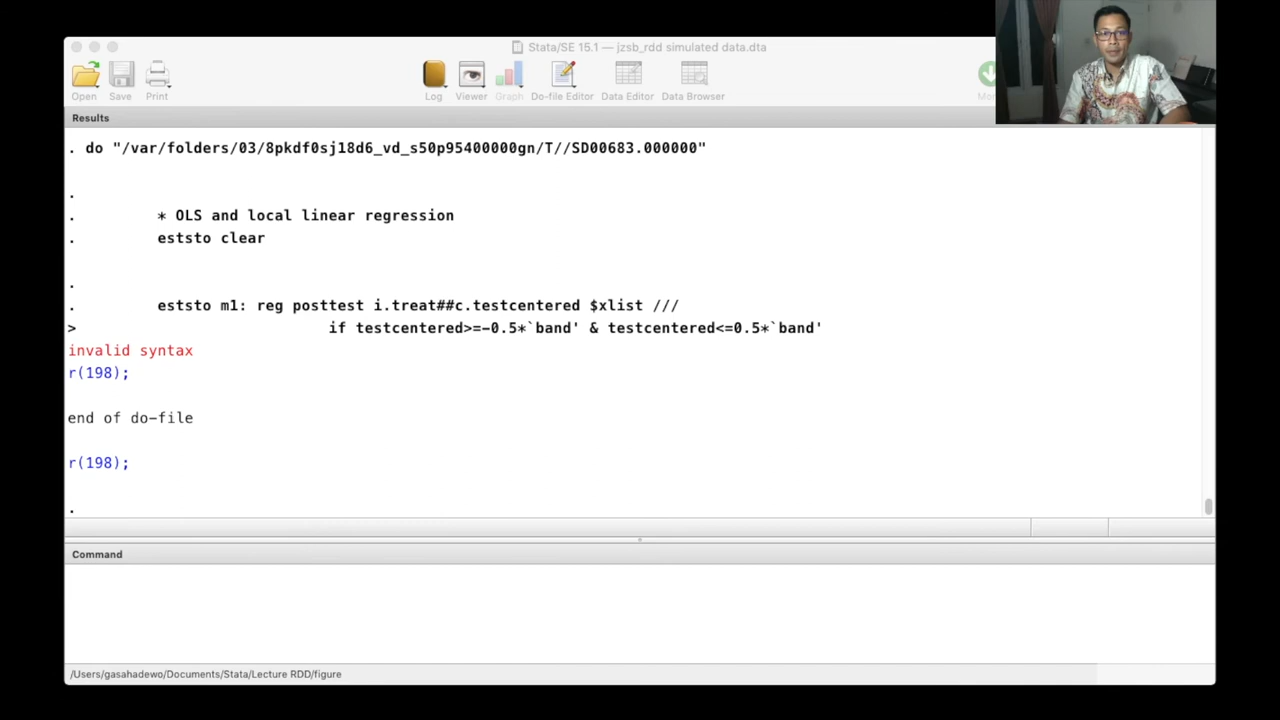 Stata/SE 15.1 — jzsb_rdd simulated data.dta
Open Save Print Log Viewer Graph Do-file Editor Data Editor Data Browser
Results
. do "/var/folders/03/8pkdf0sj18d6_vd_s50p95400000gn/T//SD00683.000000"
.
. * OLS and local linear regression
. eststo clear
.
. eststo m1: reg posttest i.treat##c.testcentered $xlist ///
> if testcentered>=-0.5*`band' & testcentered<=0.5*`band'
invalid syntax
r(198);
end of do-file
r(198);
.
Command
/Users/gasahadewo/Documents/Stata/Lecture RDD/figure